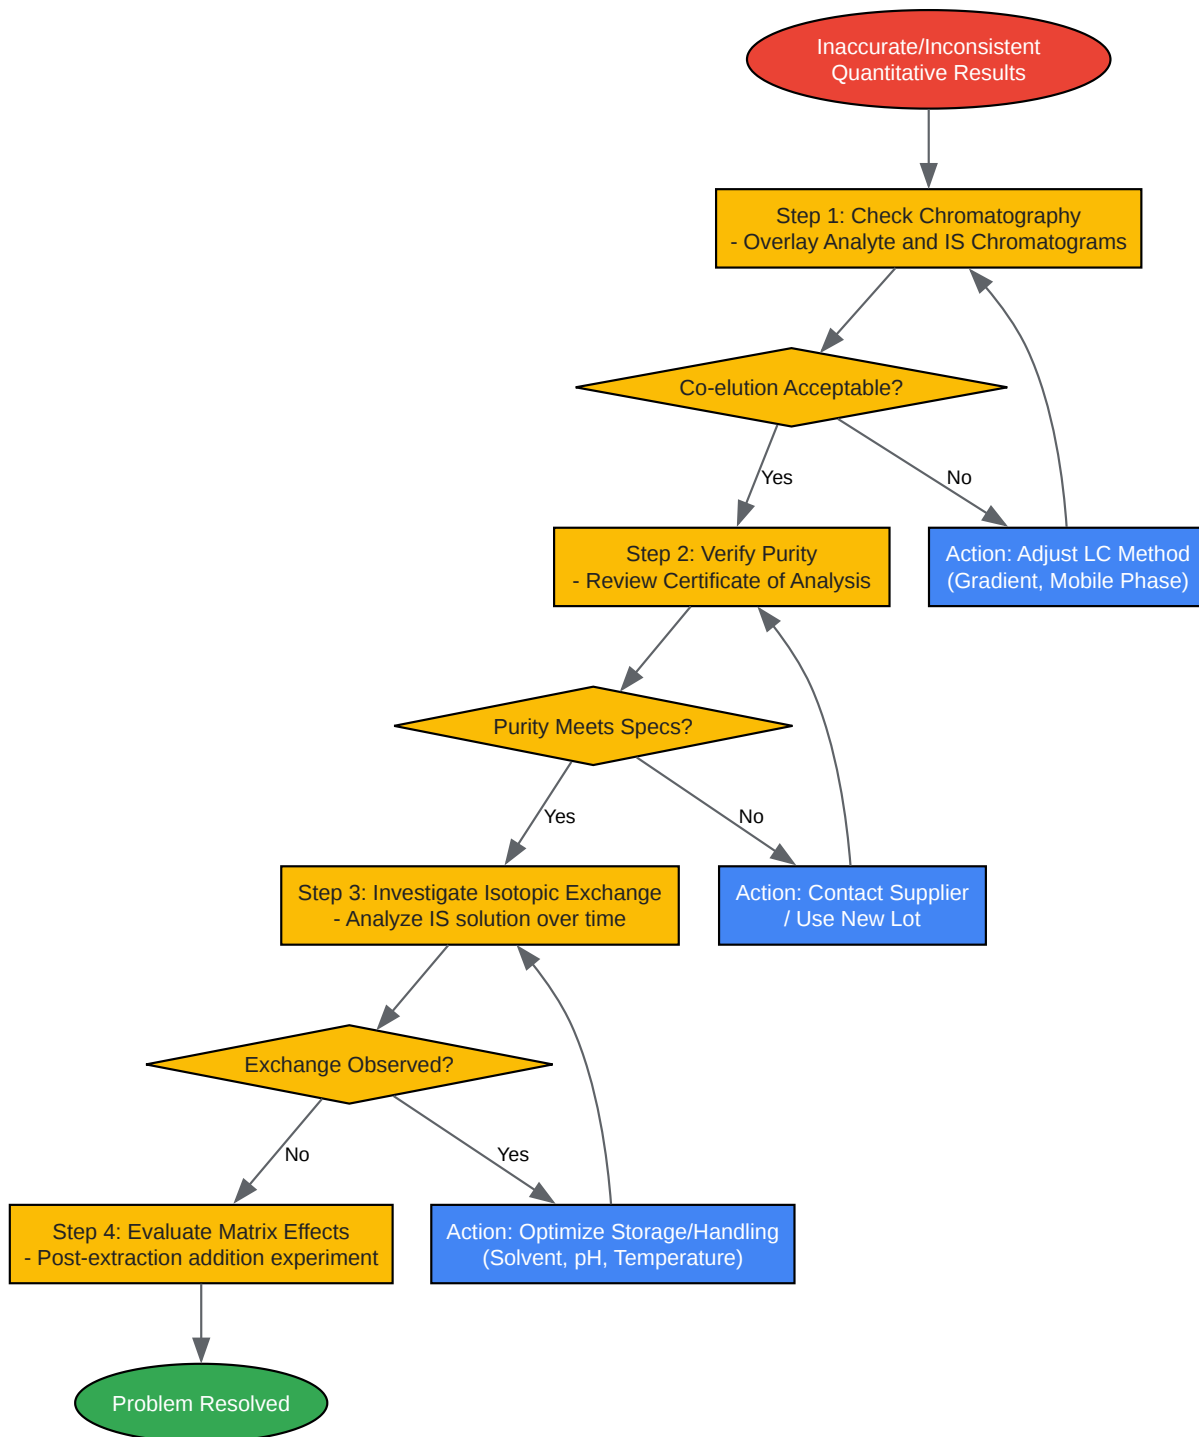 Inaccurate/Inconsistent
Quantitative Results
Step 1: Check Chromatography
- Overlay Analyte and IS Chromatograms
Co-elution Acceptable?
Yes
No
Step 2: Verify Purity
- Review Certificate of Analysis
Action: Adjust LC Method
(Gradient, Mobile Phase)
Purity Meets Specs?
Yes
No
Step 3: Investigate Isotopic Exchange
- Analyze IS solution over time
Action: Contact Supplier
/ Use New Lot
Exchange Observed?
No
Yes
Step 4: Evaluate Matrix Effects
- Post-extraction addition experiment
Action: Optimize Storage/Handling
(Solvent, pH, Temperature)
Problem Resolved